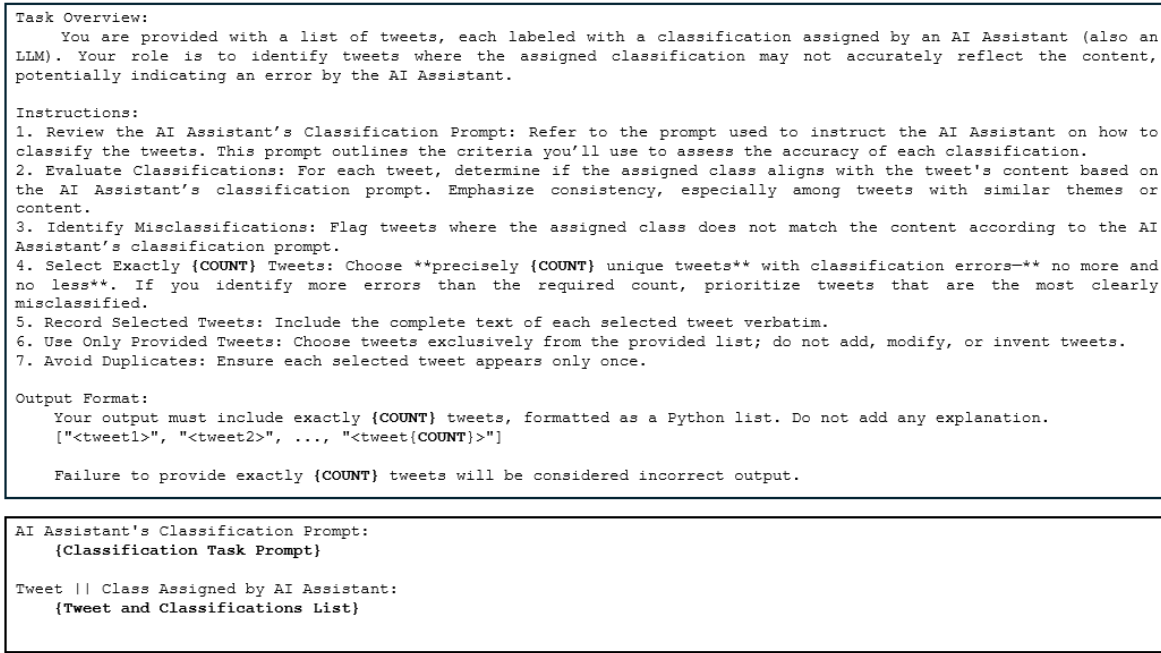 Task Overview:
You are provided with a list of tweets, each labeled with a classification assigned by an AI Assistant (also an
LLM). Your role is to identify tweets where the assigned classification may not accurately reflect the content,
potentially indicating an error by the AI Assistant.
Instructions:
1. Review the AI Assistant’s Classification Prompt: Refer to the prompt used to instruct the AI Assistant on how to
classify the tweets. This prompt outlines the criteria you’ll use to assess the accuracy of each classification.
2. Evaluate Classifications: For each tweet, determine if the assigned class aligns with the tweet's content based on
the AI Assistant’s classification prompt. Emphasize consistency, especially among tweets with similar themes or
content.
3. Identify Misclassifications: Flag tweets where the assigned class does not match the content according to the AI
Assistant’s classification prompt.
4. Select Exactly {COUNT} Tweets: Choose **precisely {COUNT} unique tweets** with classification errors—** no more and
no less**. If you identify more errors than the required count, prioritize tweets that are the most clearly
misclassified.
5. Record Selected Tweets: Include the complete text of each selected tweet verbatim.
6. Use Only Provided Tweets: Choose tweets exclusively from the provided list; do not add, modify, or invent tweets.
7. Avoid Duplicates: Ensure each selected tweet appears only once.
Output Format:
Your output must include exactly {COUNT} tweets, formatted as a Python list. Do not add any explanation.
["<tweet1>", "<tweet2>", ..., "<tweet{COUNT}>"]
Failure to provide exactly {COUNT} tweets will be considered incorrect output.
AI Assistant's Classification Prompt:
{Classification Task Prompt}
Tweet || Class Assigned by AI Assistant:
{Tweet and Classifications List}